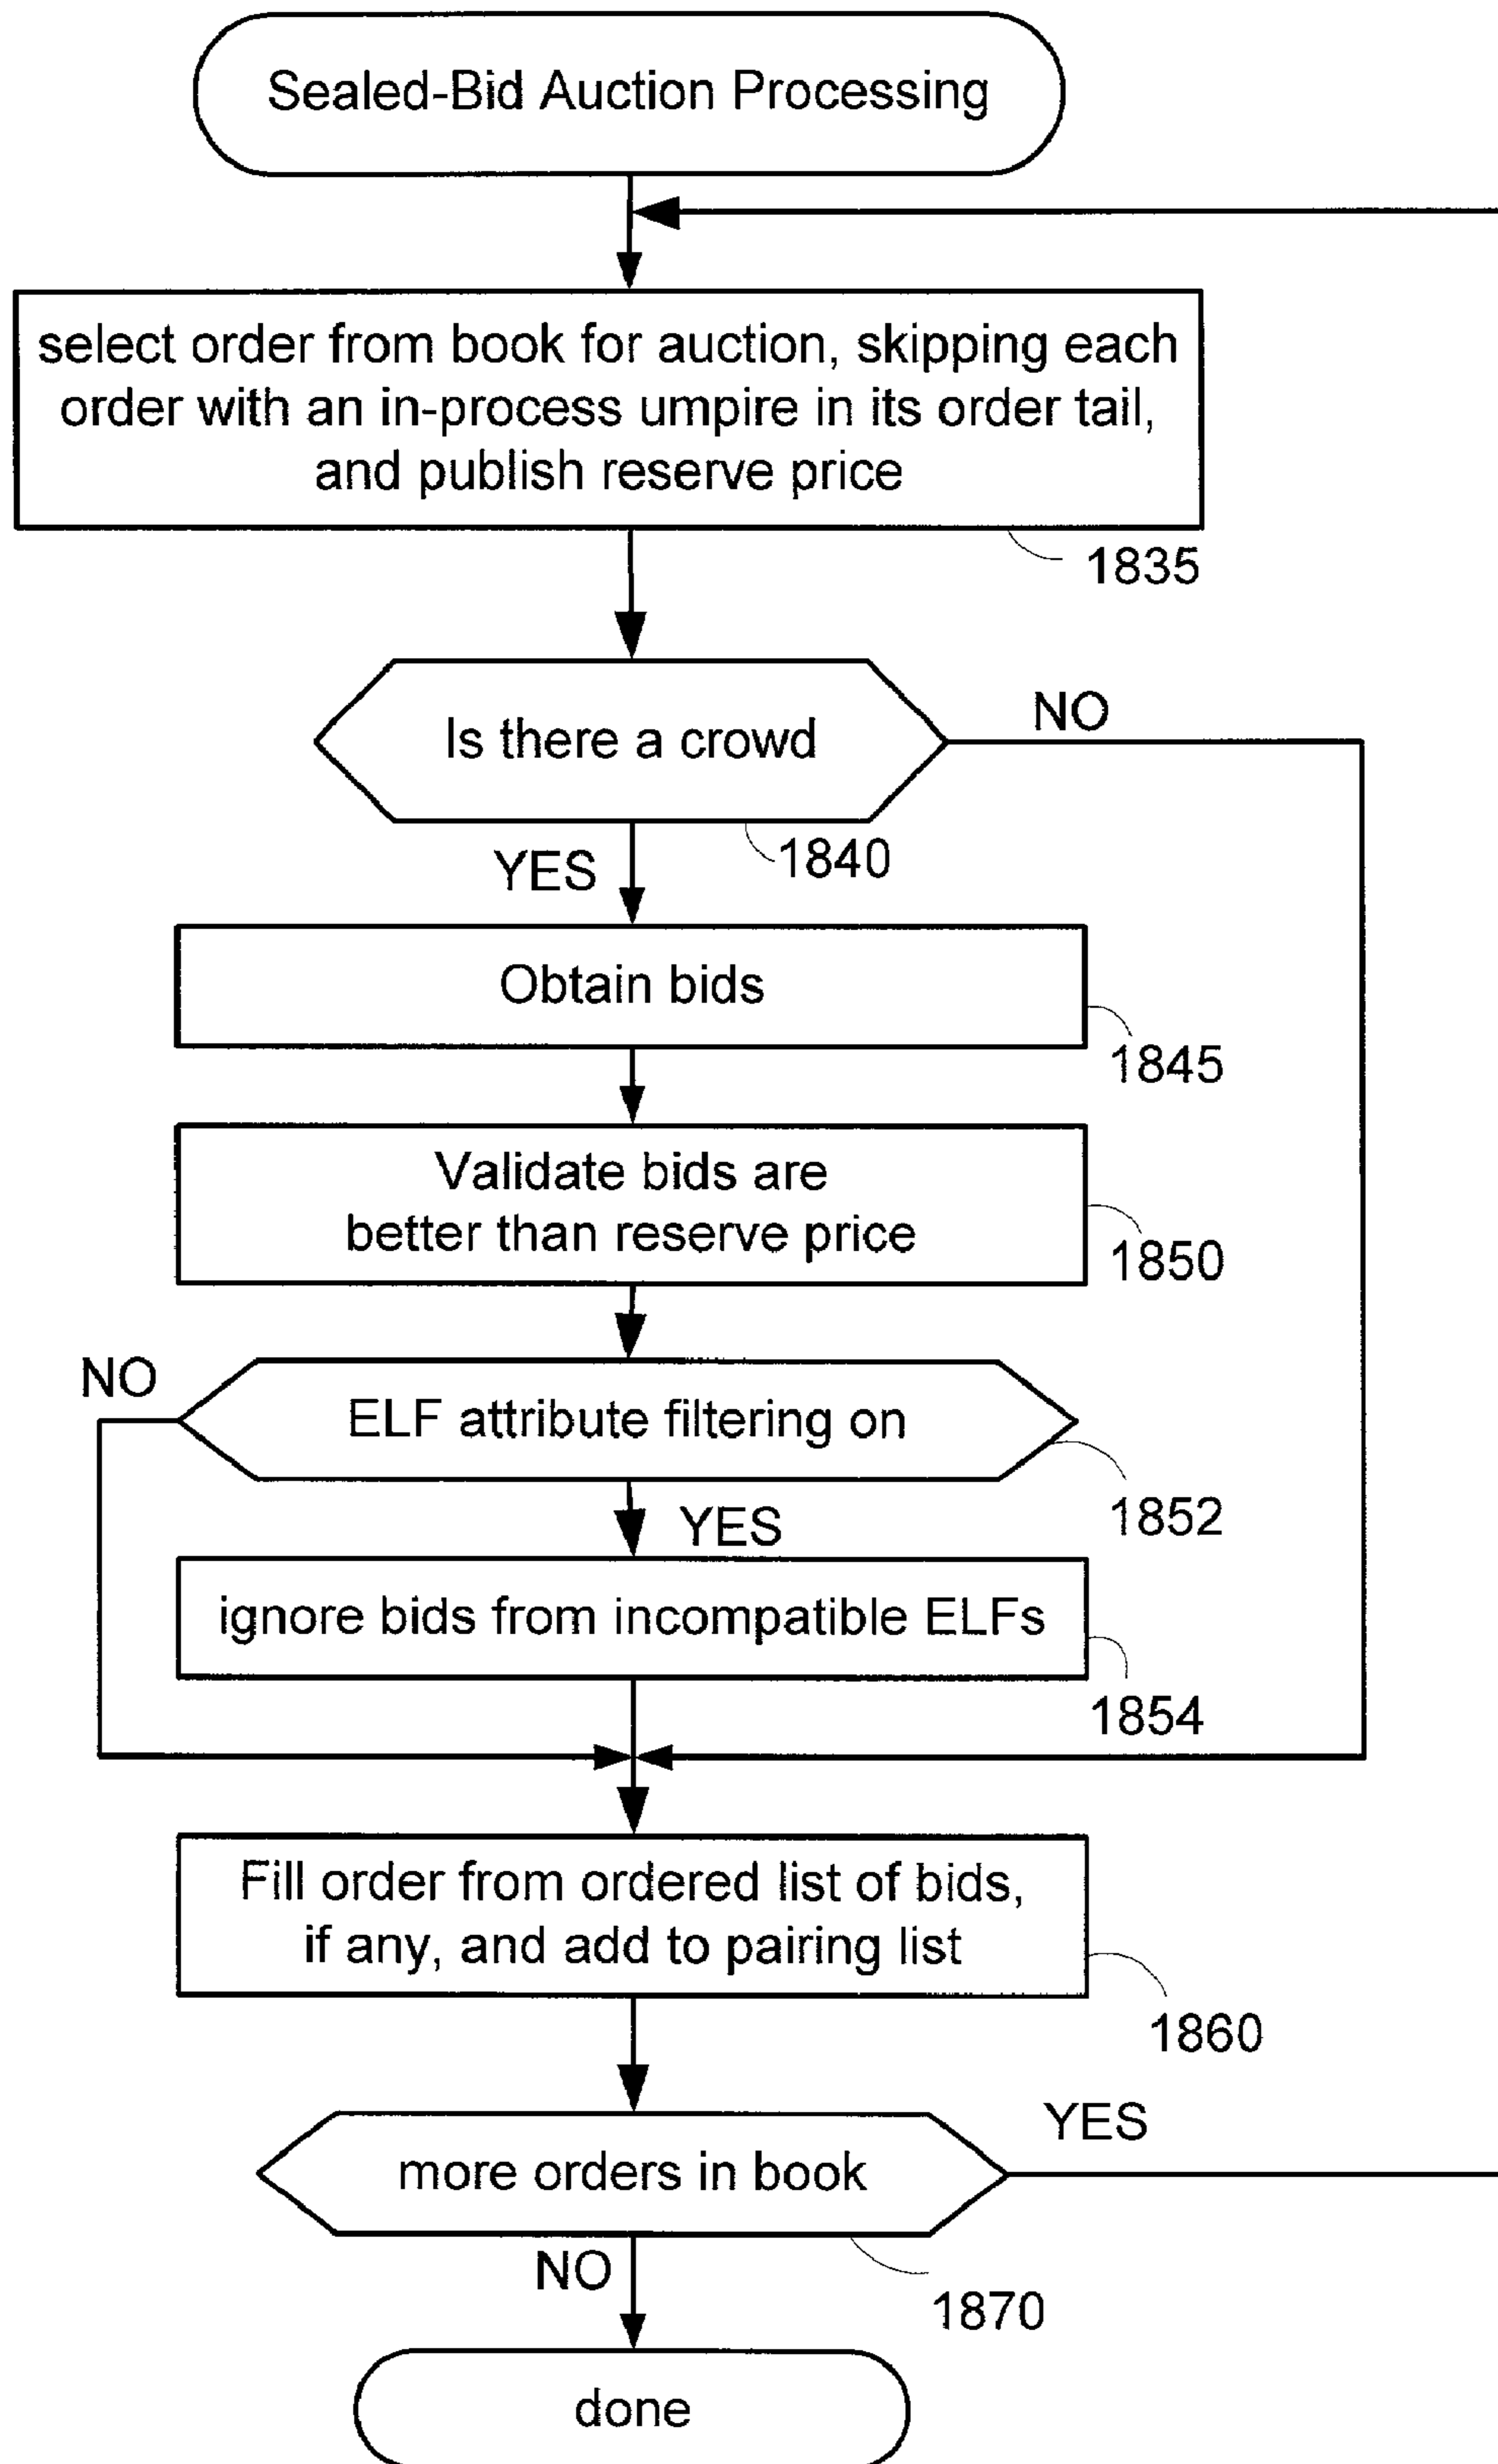 Sealed-Bid Auction Processing
select order from book for auction, skipping each
order with an in-process umpire in its order tail,
and publish reserve price
1835
Is there a crowd
NO
1840
YES
Obtain bids
1845
Validate bids are
better than reserve price
1850
NO
ELF attribute filtering on
1852
YES
ignore bids from incompatible ELFs
1854
Fill order from ordered list of bids,
if any, and add to pairing list
1860
YES
more orders in book
NO
1870
done